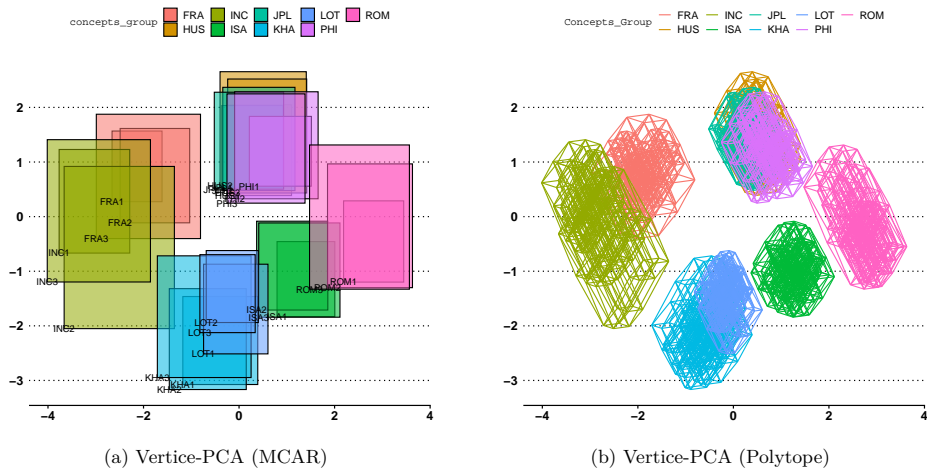 concepts_group
FRA INC JPL LOT ROM
HUS ISA KHA PHI
2
1
0
−1
−2
−3
−4 −2 0 2 4
PHI1
PHI3
FRA1
FRA2
FRA3
INC1
INC3
INC2
ROM1
ROM2
ROM3
ISA2
ISA3
LOT2
LOT3
LOT1
KHA3
KHA1
KHA2
(a) Vertice-PCA (MCAR)
Concepts_Group
FRA INC JPL LOT ROM
HUS ISA KHA PHI
2
1
0
−1
−2
−3
−4 −2 0 2 4
(b) Vertice-PCA (Polytope)